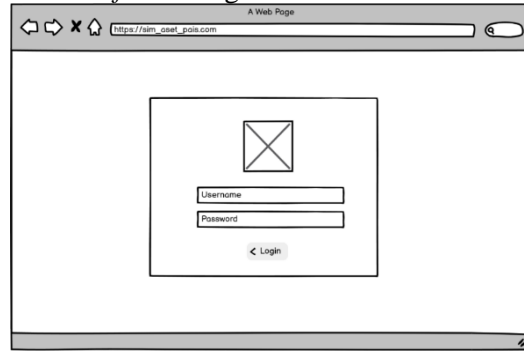 A Web Page
https://sim_aset_pais.com
Username
Password
Login